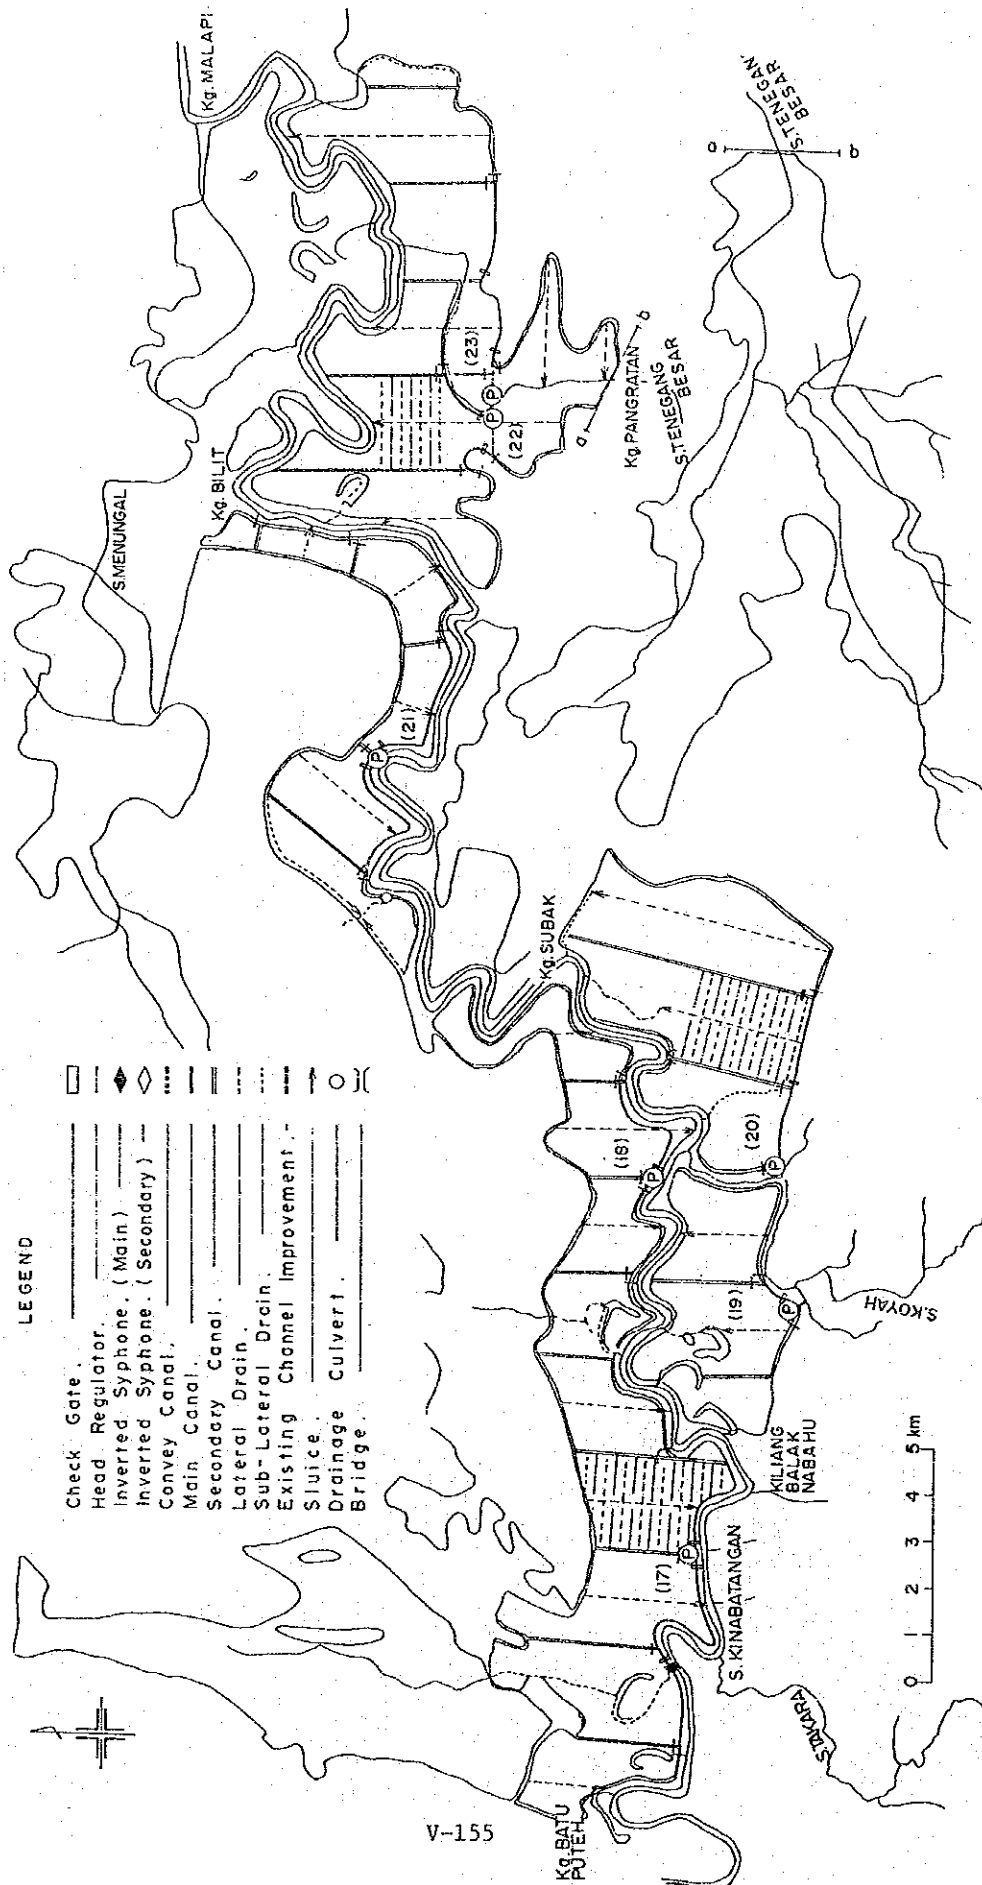 LEGEND
Check Gate.
Head Regulator.
Inverted Syphone. (Main)
Inverted Syphone. (Secondary)
Convey Canal.
Main Canal.
Secondary Canal.
Lateral Drain.
Sub-Lateral Drain.
Existing Channel Improvement.
Sluice.
Drainage Culvert.
Bridge.
Kg. BATU
PUTEH
S.TAKARA
S. KINABATANGAN
(17)
P
KILIANG
BALAK
NABAHU
(18)
P
(19)
P
S.KOYAH
(20)
P
Kg. SUBAK
(21)
P
S.MENUNGAL
Kg. BILIT
(22)
P
(23)
P
a
b
Kg. PANGRATAN
S.TENEGANG
BESAR
Kg. MALAPI
S.TENEGAN
BESAR
a
b
0 1 2 3 4 5 km
V-155